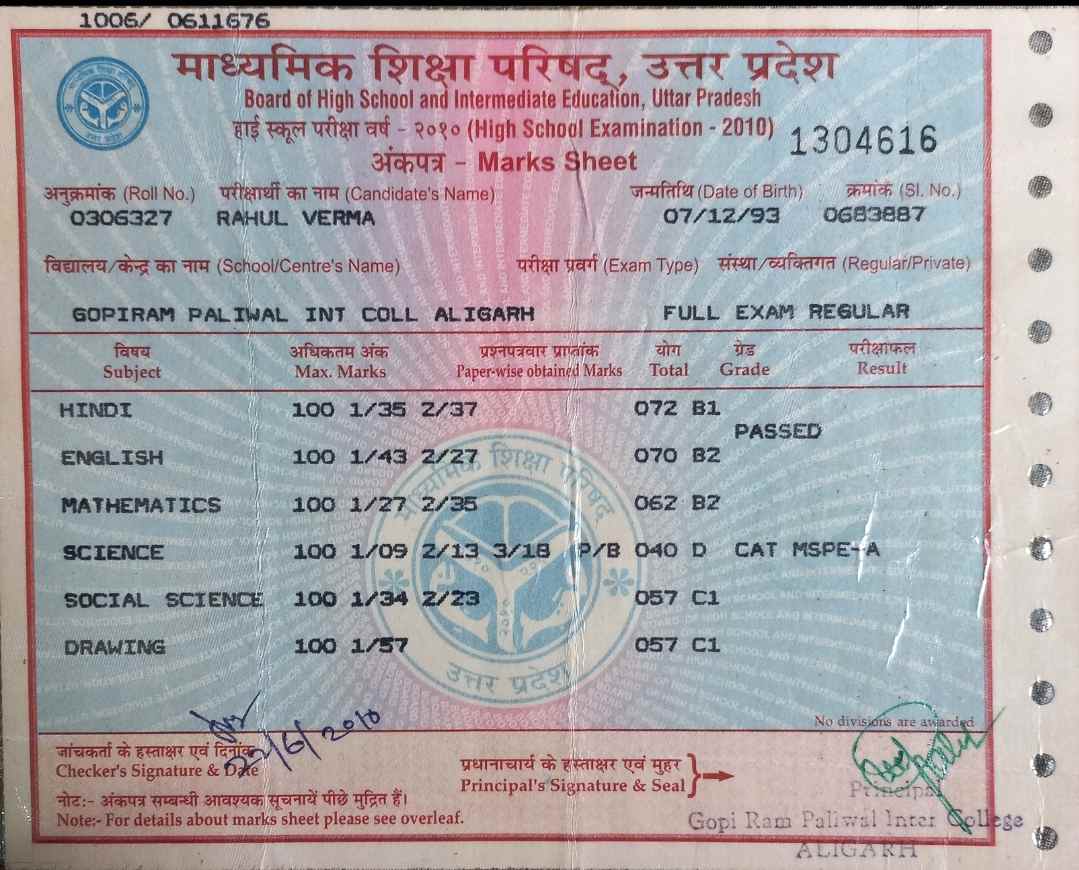 1006/ 0611676
माध्यमिक शिक्षा परिषद्, उत्तर प्रदेश
Board of High School and Intermediate Education, Uttar Pradesh
हाई स्कूल परीक्षा वर्ष - २०१० (High School Examination - 2010)
1304616
अंकपत्र - Marks Sheet
अनुक्रमांक (Roll No.) परीक्षार्थी का नाम (Candidate's Name) जन्मतिथि (Date of Birth) क्रमांक (Sl. No.)
0306327 RAHUL VERMA 07/12/93 0683887
विद्यालय/केन्द्र का नाम (School/Centre's Name) परीक्षा प्रवर्ग (Exam Type) संस्था/व्यक्तिगत (Regular/Private)
GOPIRAM PALIWAL INT COLL ALIGARH FULL EXAM REGULAR
विषय अधिकतम अंक प्रश्नपत्रवार प्राप्तांक योग ग्रेड परीक्षाफल
Subject Max. Marks Paper-wise obtained Marks Total Grade Result
HINDI 100 1/35 2/37 072 B1
PASSED
ENGLISH 100 1/43 2/27 070 B2
MATHEMATICS 100 1/27 2/35 062 B2
SCIENCE 100 1/09 2/13 3/18 P/B 040 D CAT MSPE-A
SOCIAL SCIENCE 100 1/34 2/23 057 C1
DRAWING 100 1/57 057 C1
माध्यमिक शिक्षा परिषद्
उत्तर प्रदेश
No divisions are awarded
/6/2010
जांचकर्ता के हस्ताक्षर एवं दिनांक
Checker's Signature & Date
प्रधानाचार्य के हस्ताक्षर एवं मुहर
Principal's Signature & Seal
Principal
नोट:- अंकपत्र सम्बन्धी आवश्यक सूचनायें पीछे मुद्रित हैं।
Note:- For details about marks sheet please see overleaf.
Gopi Ram Paliwal Inter College
ALIGARH